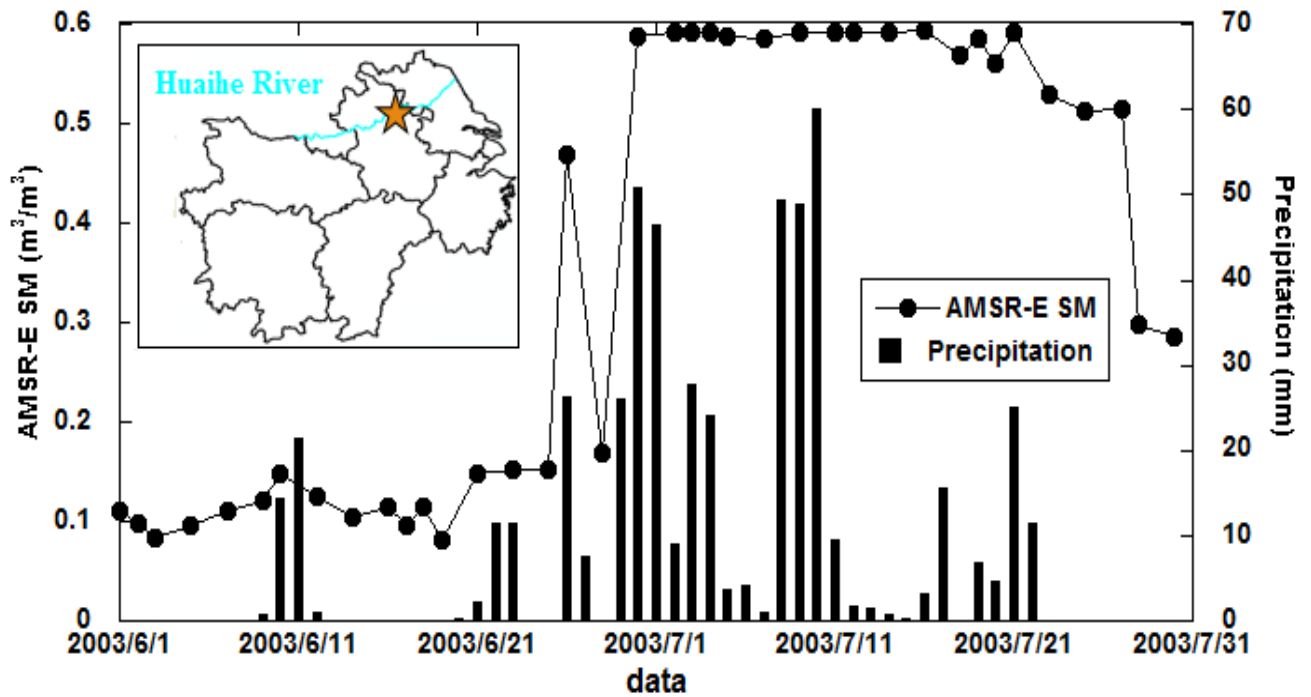 0.6
0.5
0.4
0.3
0.2
0.1
0
AMSR-E SM (m³/m³)
Huaihe River
AMSR-E SM
Precipitation
70
60
50
40
30
20
10
0
Precipitation (mm)
2003/6/1 2003/6/11 2003/6/21 2003/7/1 2003/7/11 2003/7/21 2003/7/31
data